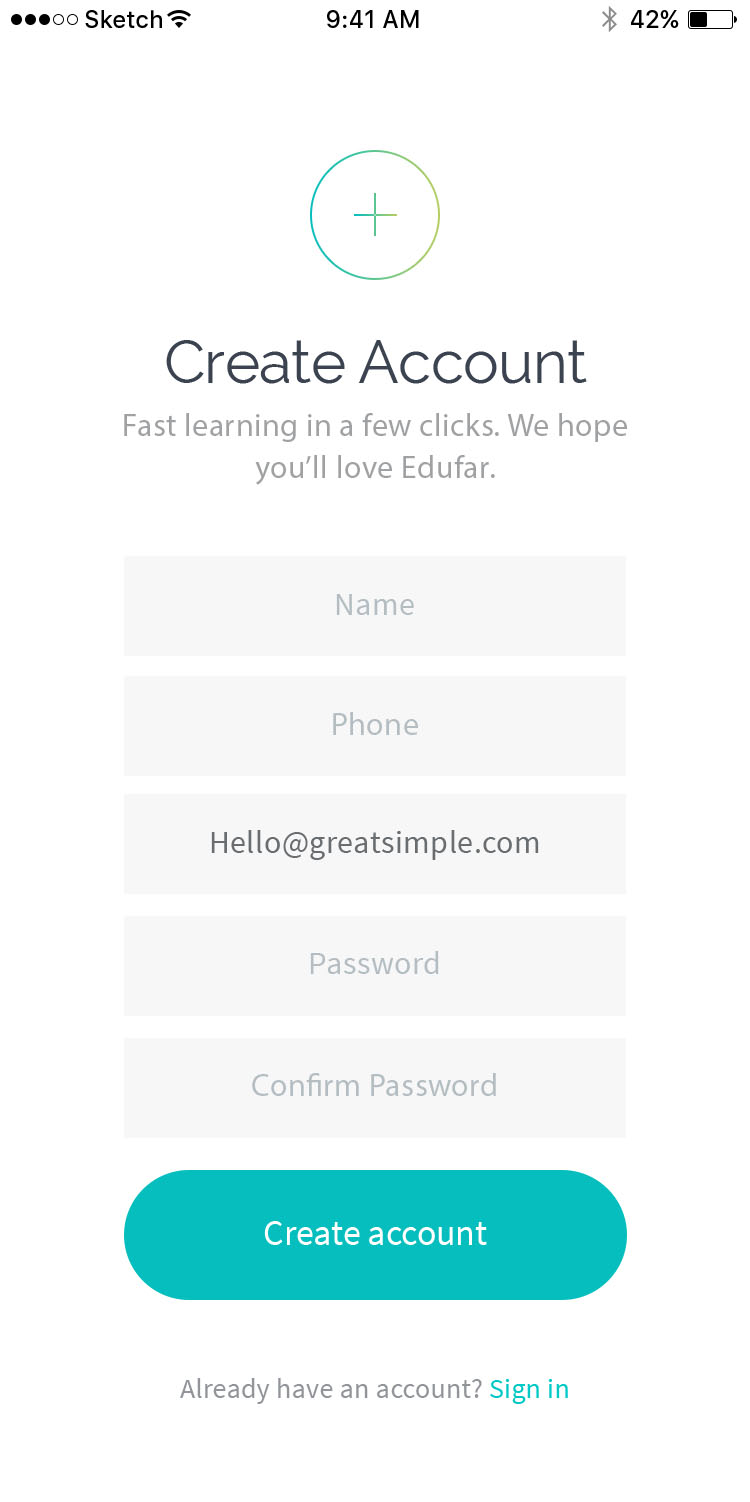 Sketch 9:41 AM 42%
Create Account
Fast learning in a few clicks. We hope
you’ll love Edufar.
Name
Phone
Hello@greatsimple.com
Password
Confirm Password
Create account
Already have an account? Sign in